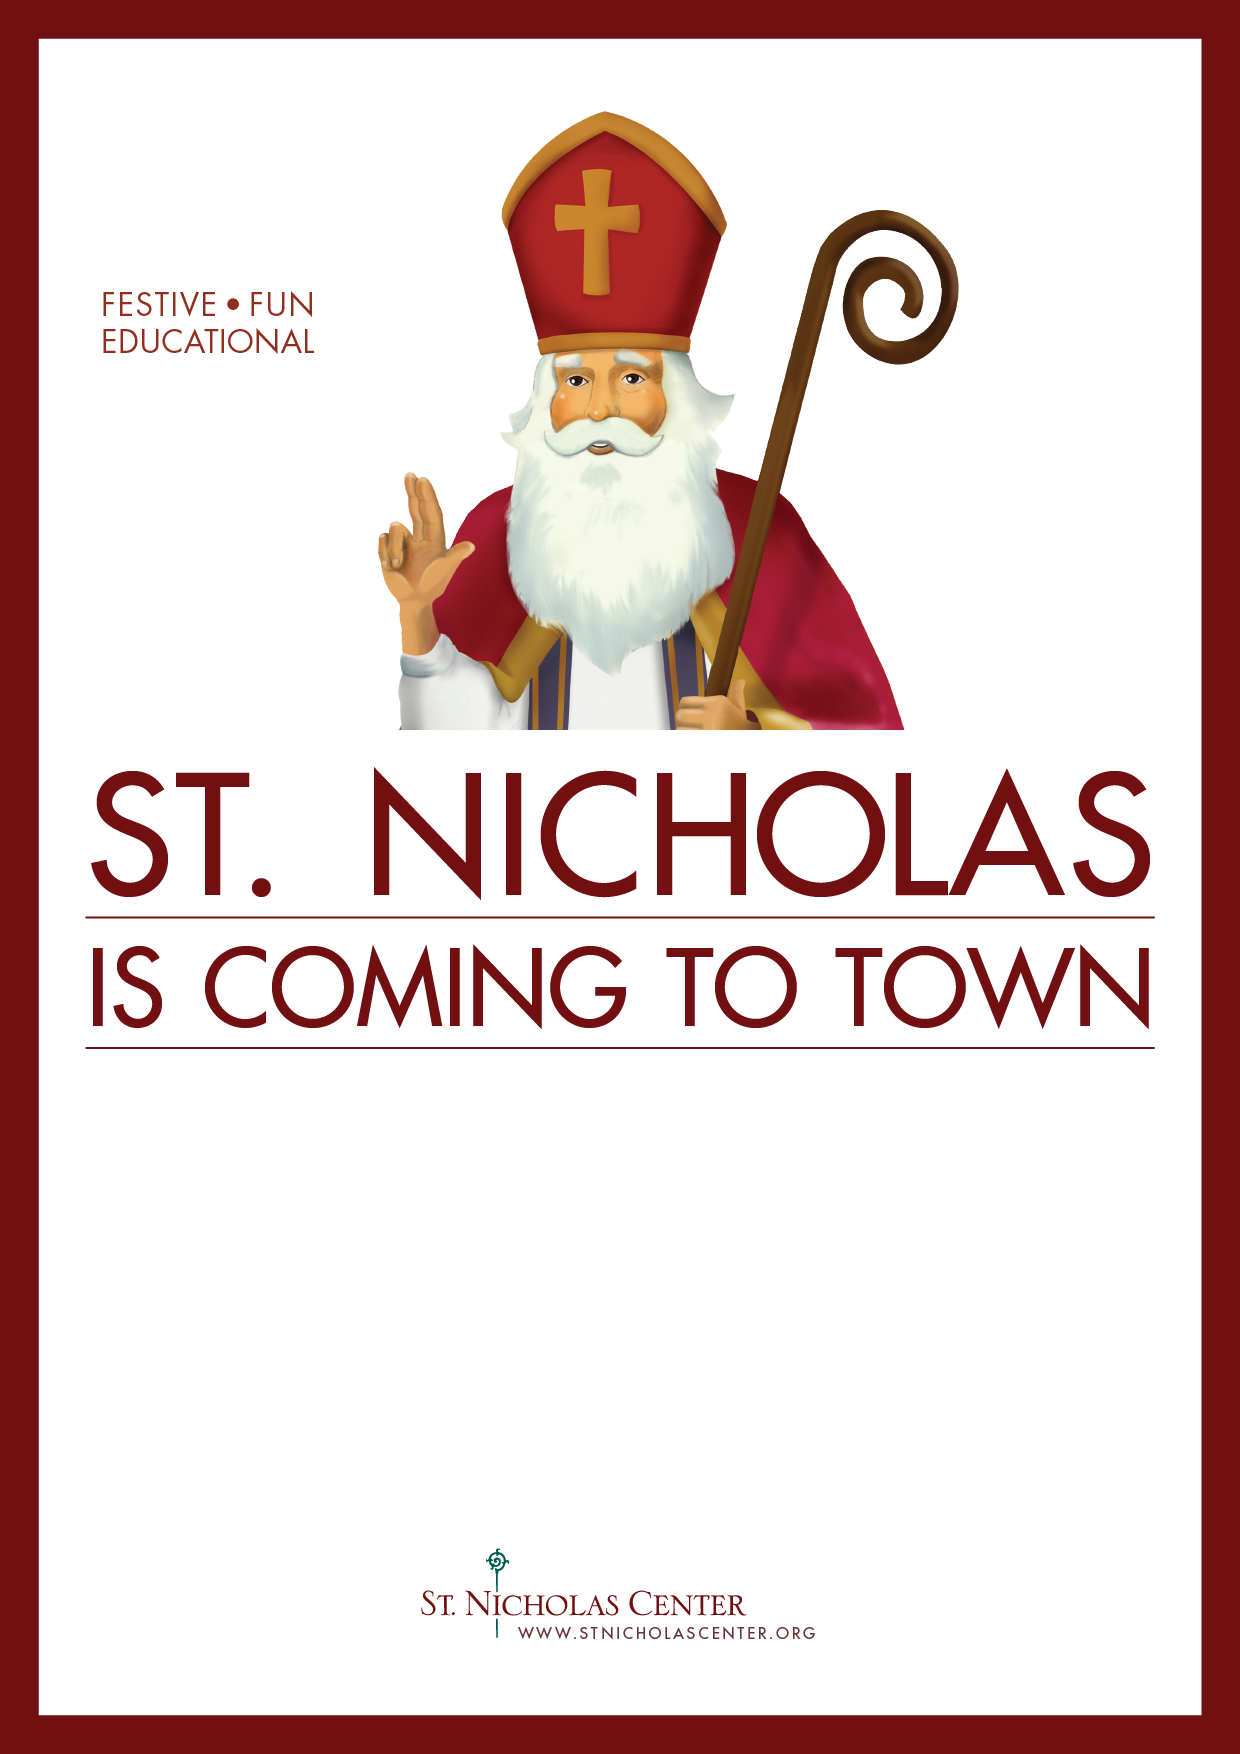 FESTIVE • FUN
EDUCATIONAL
ST. NICHOLAS
IS COMING TO TOWN
ST. NICHOLAS CENTER
WWW.STNICHOLASCENTER.ORG